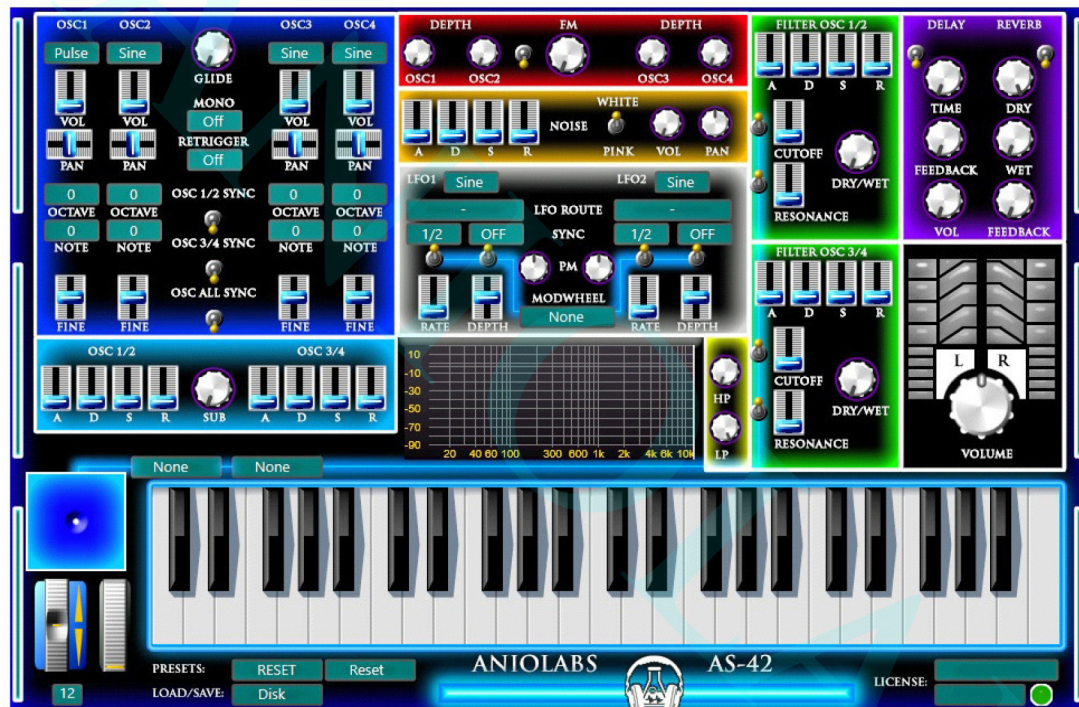 OSC1 OSC2 OSC3 OSC4
Pulse Sine Sine Sine
GLIDE
VOL VOL VOL VOL
MONO
Off
RETRIGGER
Off
PAN PAN PAN PAN
0 0 OSC 1/2 SYNC 0 0
OCTAVE OCTAVE OCTAVE OCTAVE
0 0 0 0
NOTE NOTE OSC 3/4 SYNC NOTE NOTE
OSC ALL SYNC
FINE FINE FINE FINE
OSC 1/2 OSC 3/4
A D S R SUB A D S R
DEPTH FM DEPTH
OSC1 OSC2 OSC3 OSC4
WHITE
NOISE
A D S R PINK VOL PAN
LFO1 Sine LFO2 Sine
- LFO ROUTE -
1/2 OFF SYNC 1/2 OFF
PM
MODWHEEL
None
RATE DEPTH RATE DEPTH
10
-10
-30
-50
-70
-90
20 40 60 100 300 600 1k 2k 4k 6k 10k
HP
LP
FILTER OSC 1/2
A D S R
CUTOFF
DRY/WET
RESONANCE
FILTER OSC 3/4
A D S R
CUTOFF
DRY/WET
RESONANCE
DELAY REVERB
TIME DRY
FEEDBACK WET
VOL FEEDBACK
L R
VOLUME
None None
12
PRESETS: RESET Reset
LOAD/SAVE: Disk
ANIOLABS AS-42
LICENSE: